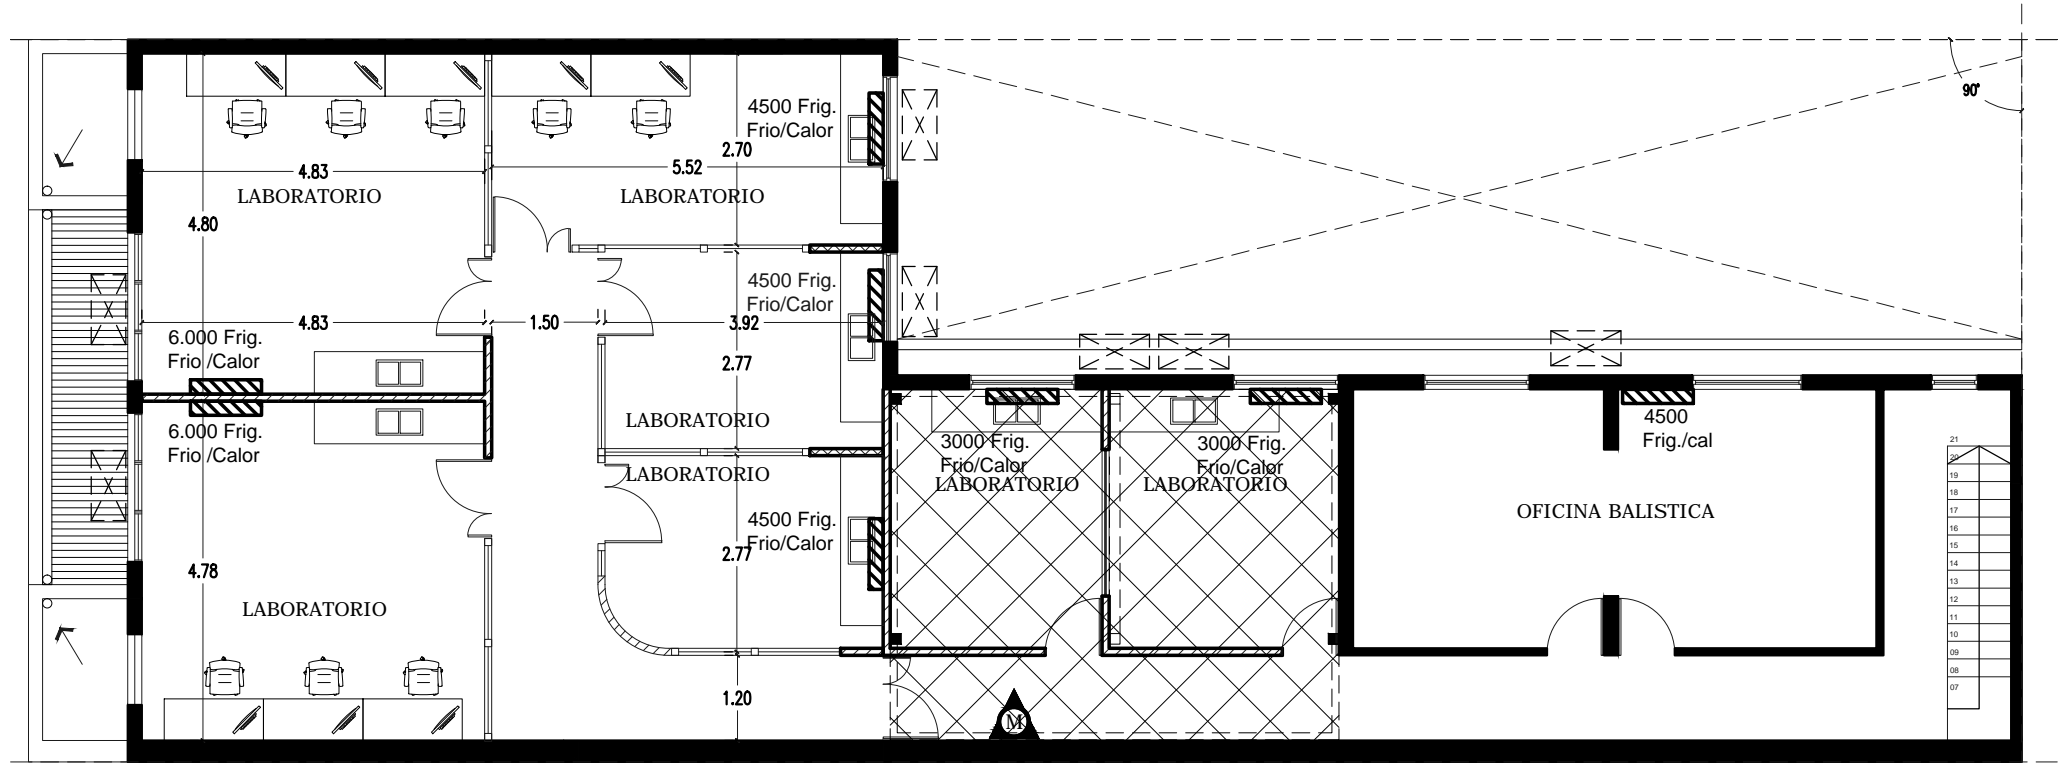 90°
4500 Frig.
Frio/Calor
2.70
4.83
5.52
LABORATORIO
LABORATORIO
4.80
4500 Frig.
Frio/Calor
4.83
1.50
3.92
6.000 Frig.
Frio /Calor
2.77
LABORATORIO
6.000 Frig.
Frio /Calor
3000 Frig.
Frio/Calor
LABORATORIO
3000 Frig.
Frio/Calor
LABORATORIO
4500
Frig./cal
LABORATORIO
4500 Frig.
Frio/Calor
2.77
OFICINA BALISTICA
21
20
19
18
17
16
15
14
13
12
11
10
09
08
07
4.78
LABORATORIO
1.20
M